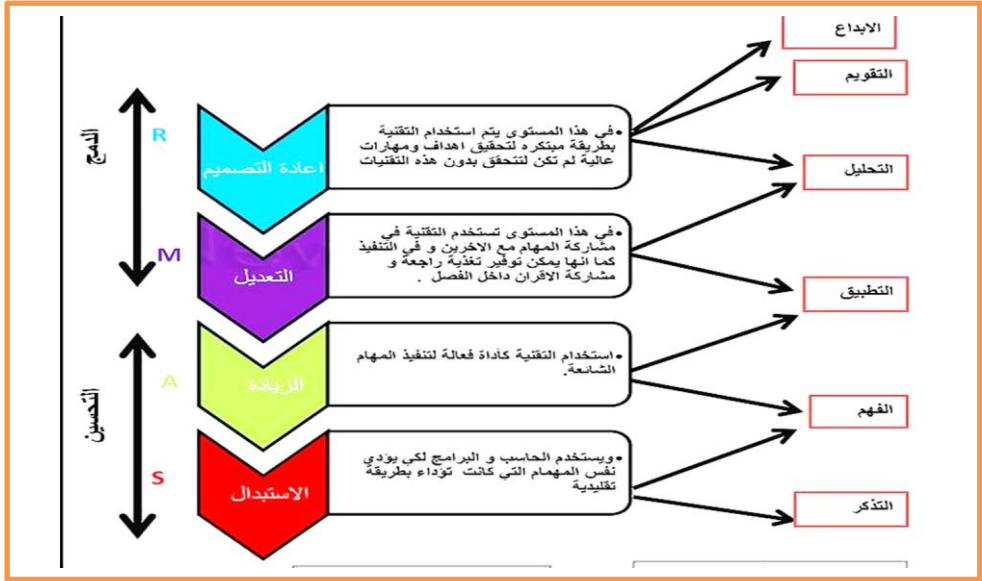 الابداع
التقويم
الدمج
R
اعادة التصميم
•في هذا المستوى يتم استخدام التقنية
بطريقة مبتكره لتحقيق اهداف ومهارات
عالية لم تكن لتتحقق بدون هذه التقنيات
التحليل
M
التعديل
•في هذا المستوى تستخدم التقنية في
مشاركة المهام مع الاخرين و في التنفيذ
كما انها يمكن توفير تغذية راجعة و
مشاركة الاقران داخل الفصل .
التطبيق
التحسين
A
الزيادة
•استخدام التقنية كأداة فعالة لتنفيذ المهام
الشائعة.
الفهم
S
الاستبدال
•ويستخدم الحاسب و البرامج لكي يؤدي
نفس المهمام التي كانت تؤداء بطريقة
تقليدية
التذكر